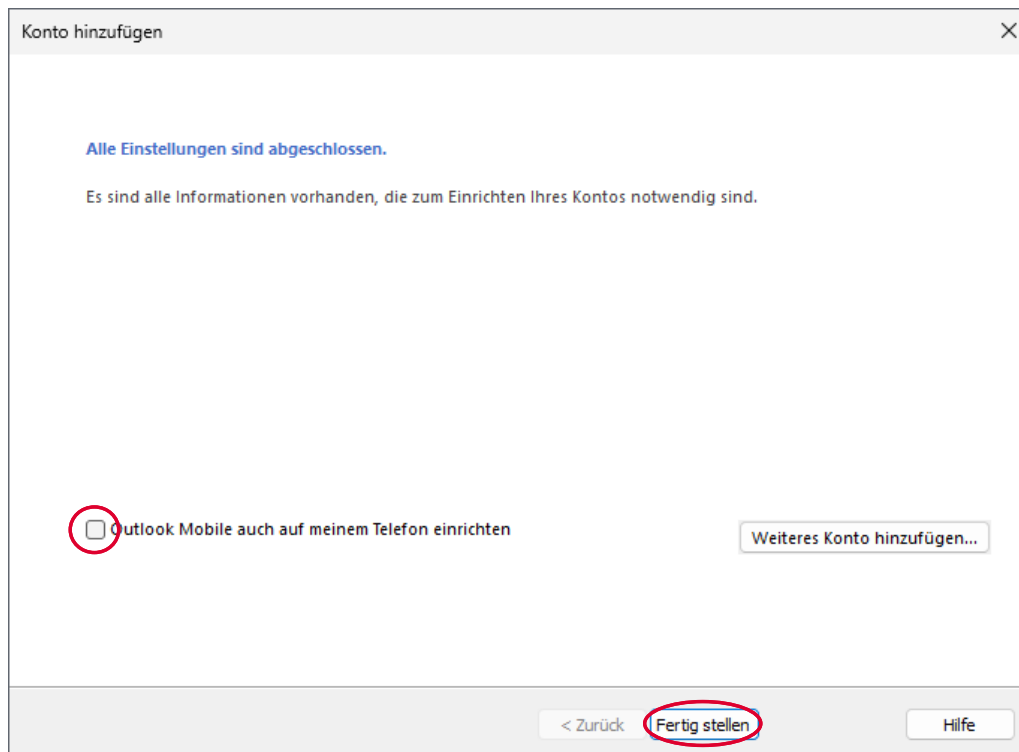 Konto hinzufügen
Alle Einstellungen sind abgeschlossen.
Es sind alle Informationen vorhanden, die zum Einrichten Ihres Kontos notwendig sind.
Outlook Mobile auch auf meinem Telefon einrichten
Weiteres Konto hinzufügen...
< Zurück Fertig stellen Hilfe